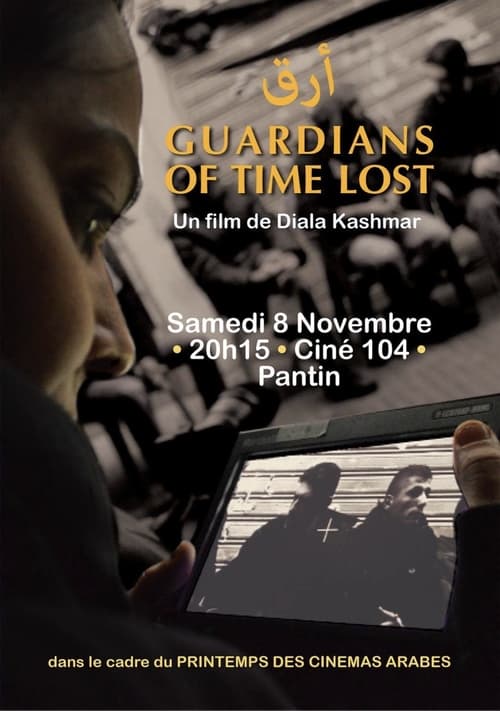 أرق
GUARDIANS
OF TIME LOST
Un film de Diala Kashmar
Samedi 8 Novembre
• 20h15 • Ciné 104 •
Pantin
dans le cadre du PRINTEMPS DES CINEMAS ARABES